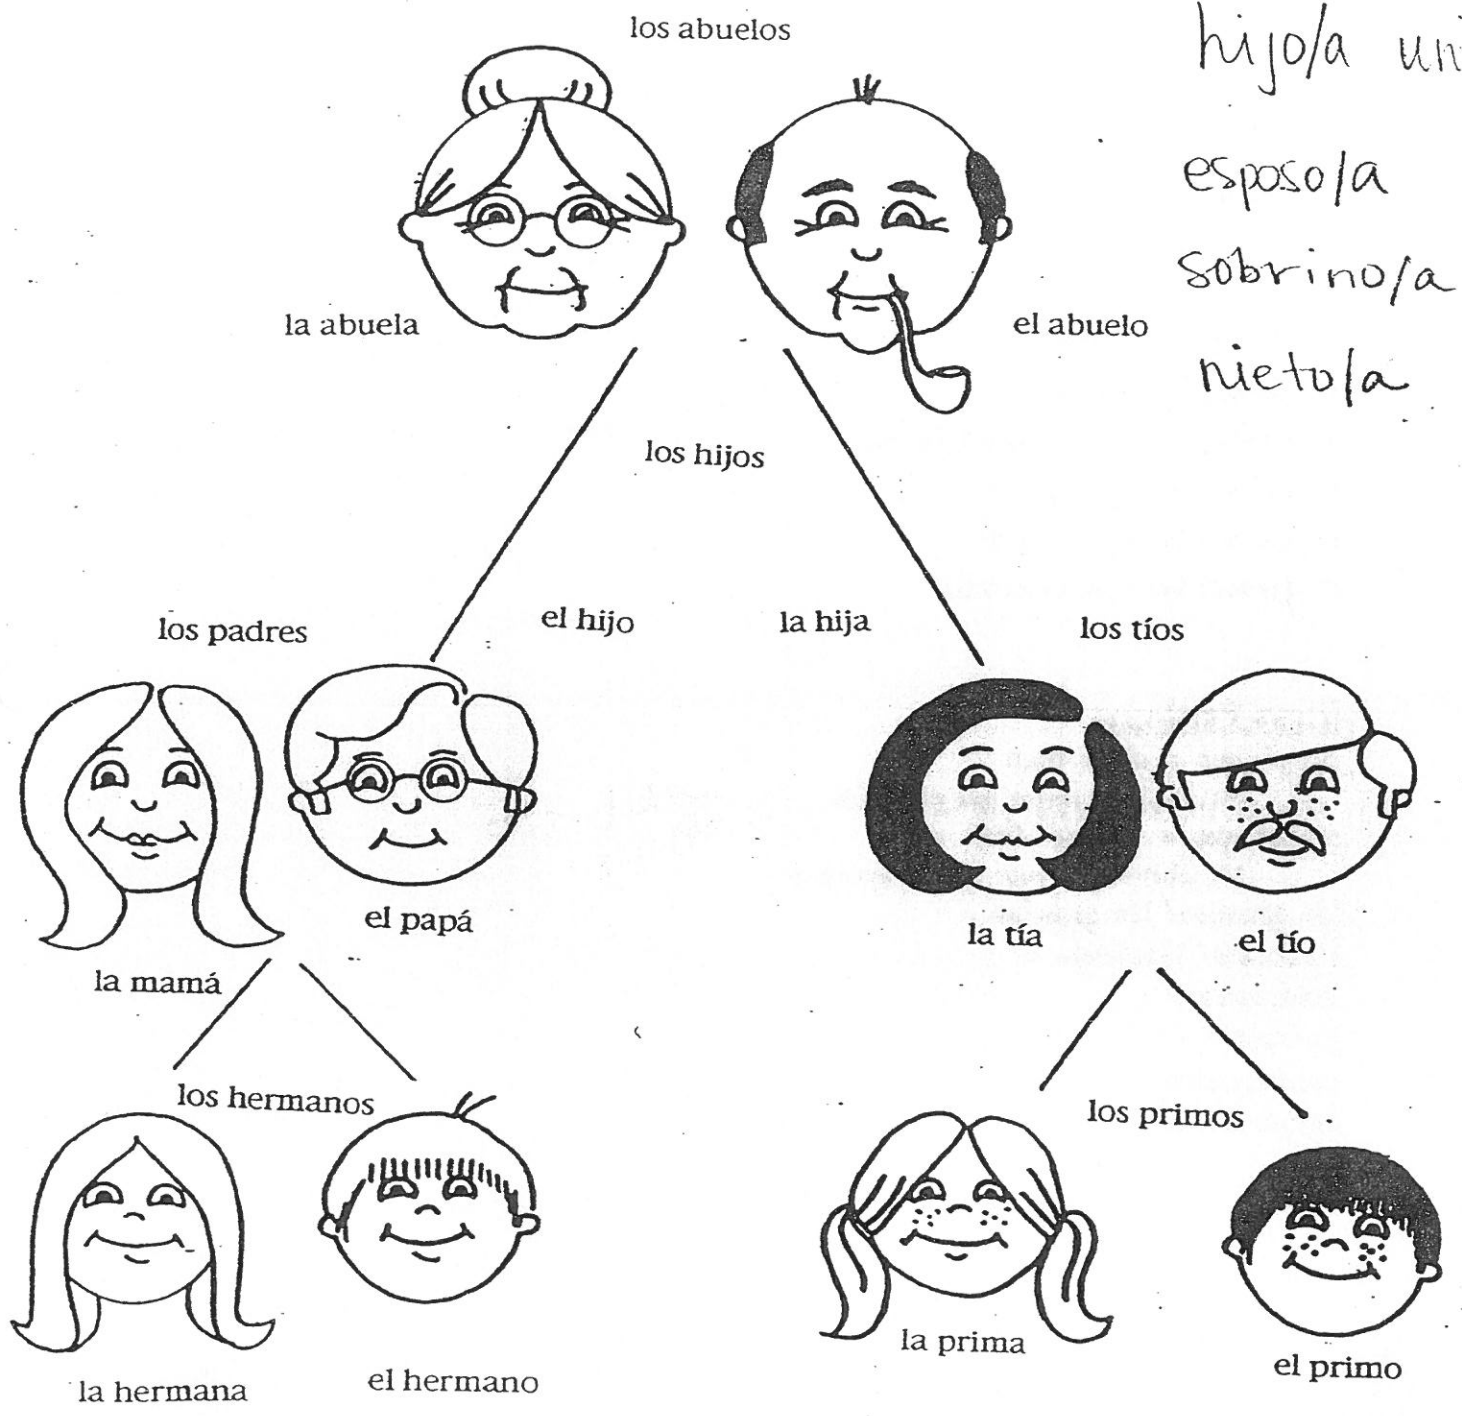 los abuelos
hijo/a
esposo/a
sobrino/a
la abuela
el abuelo
nieto/a
los hijos
los padres
el hijo
la hija
los tíos
el papá
la tía
el tío
la mamá
los hermanos
los primos
la prima
el primo
la hermana
el hermano